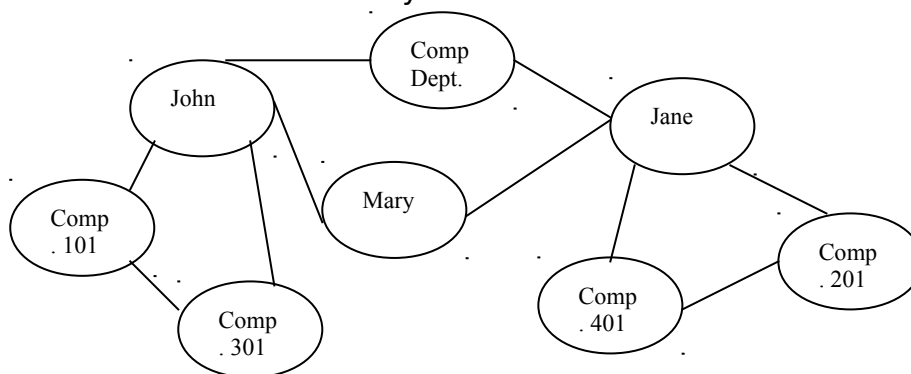 Comp
Dept.
John
Jane
Mary
Comp
. 101
Comp
. 201
Comp
. 401
Comp
. 301